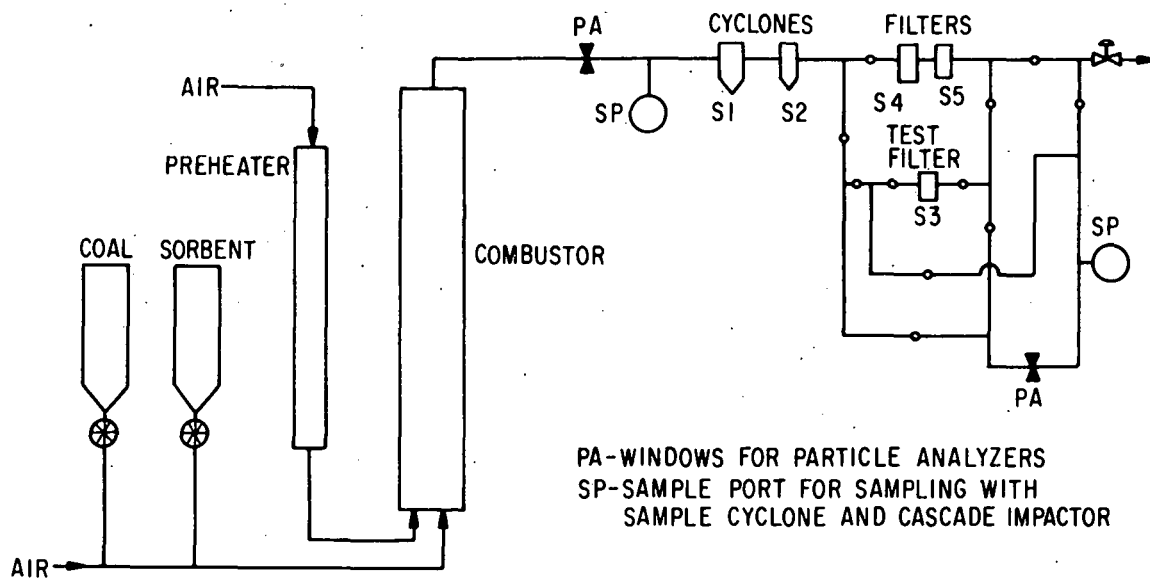 PA
CYCLONES
FILTERS
AIR
SP
S1
S2
S4
S5
PREHEATER
TEST
FILTER
S3
COAL
SORBENT
COMBUSTOR
SP
PA
PA-WINDOWS FOR PARTICLE ANALYZERS
SP-SAMPLE PORT FOR SAMPLING WITH
SAMPLE CYCLONE AND CASCADE IMPACTOR
AIR